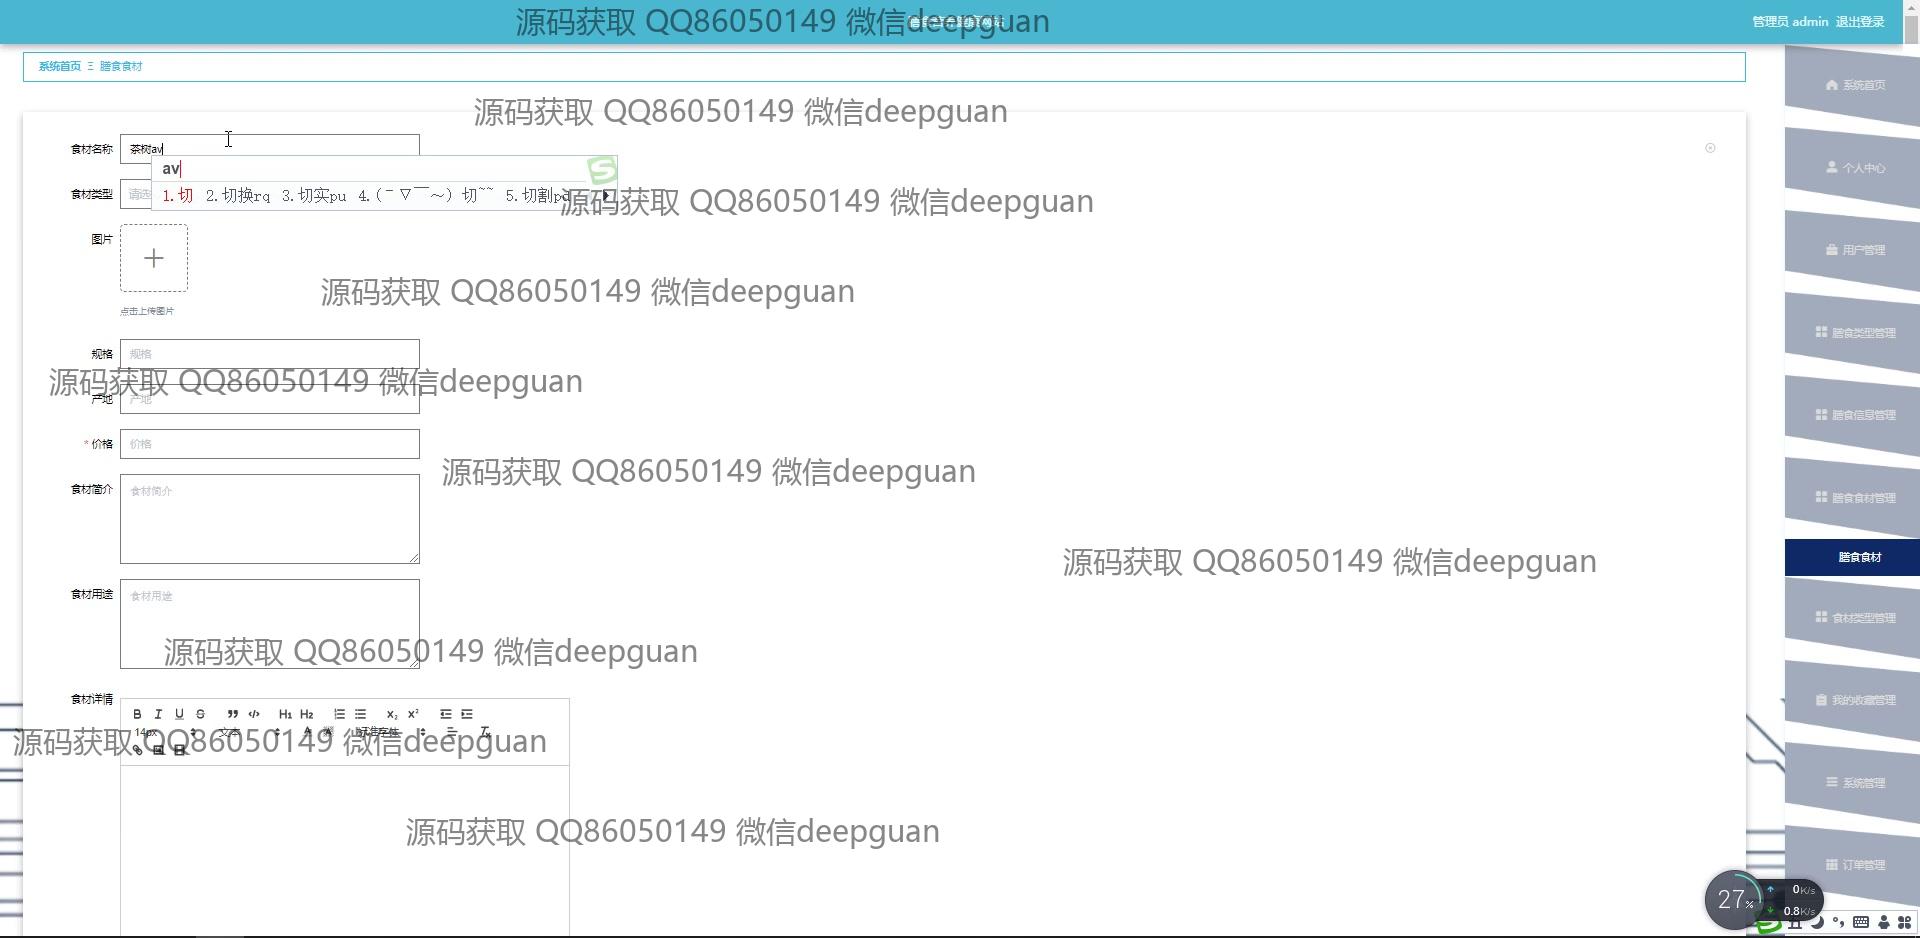 源码获取 QQ86050149 微信deepguan
管理员 admin 退出登录
系统首页 Ξ 膳食食材
源码获取 QQ86050149 微信deepguan
食材名称 茶树av
av
1.切 2.切换rq 3.切实pu 4.(￣▽￣～) 切~~ 5.切割pd
食材类型 请选
源码获取 QQ86050149 微信deepguan
图片
点击上传图片
源码获取 QQ86050149 微信deepguan
规格 规格
源码获取 QQ86050149 微信deepguan
产地 产地
* 价格 价格
源码获取 QQ86050149 微信deepguan
食材简介 食材简介
源码获取 QQ86050149 微信deepguan
食材用途 食材用途
源码获取 QQ86050149 微信deepguan
食材详情
B I U S ” </> H1 H2 x₂ x²
14px 文本 标准字体
源码获取 QQ86050149 微信deepguan
源码获取 QQ86050149 微信deepguan
系统首页
个人中心
用户管理
膳食类型管理
膳食信息管理
膳食食材管理
膳食食材
食材类型管理
我的收藏管理
系统管理
订单管理
27%
0K/s
0.8K/s